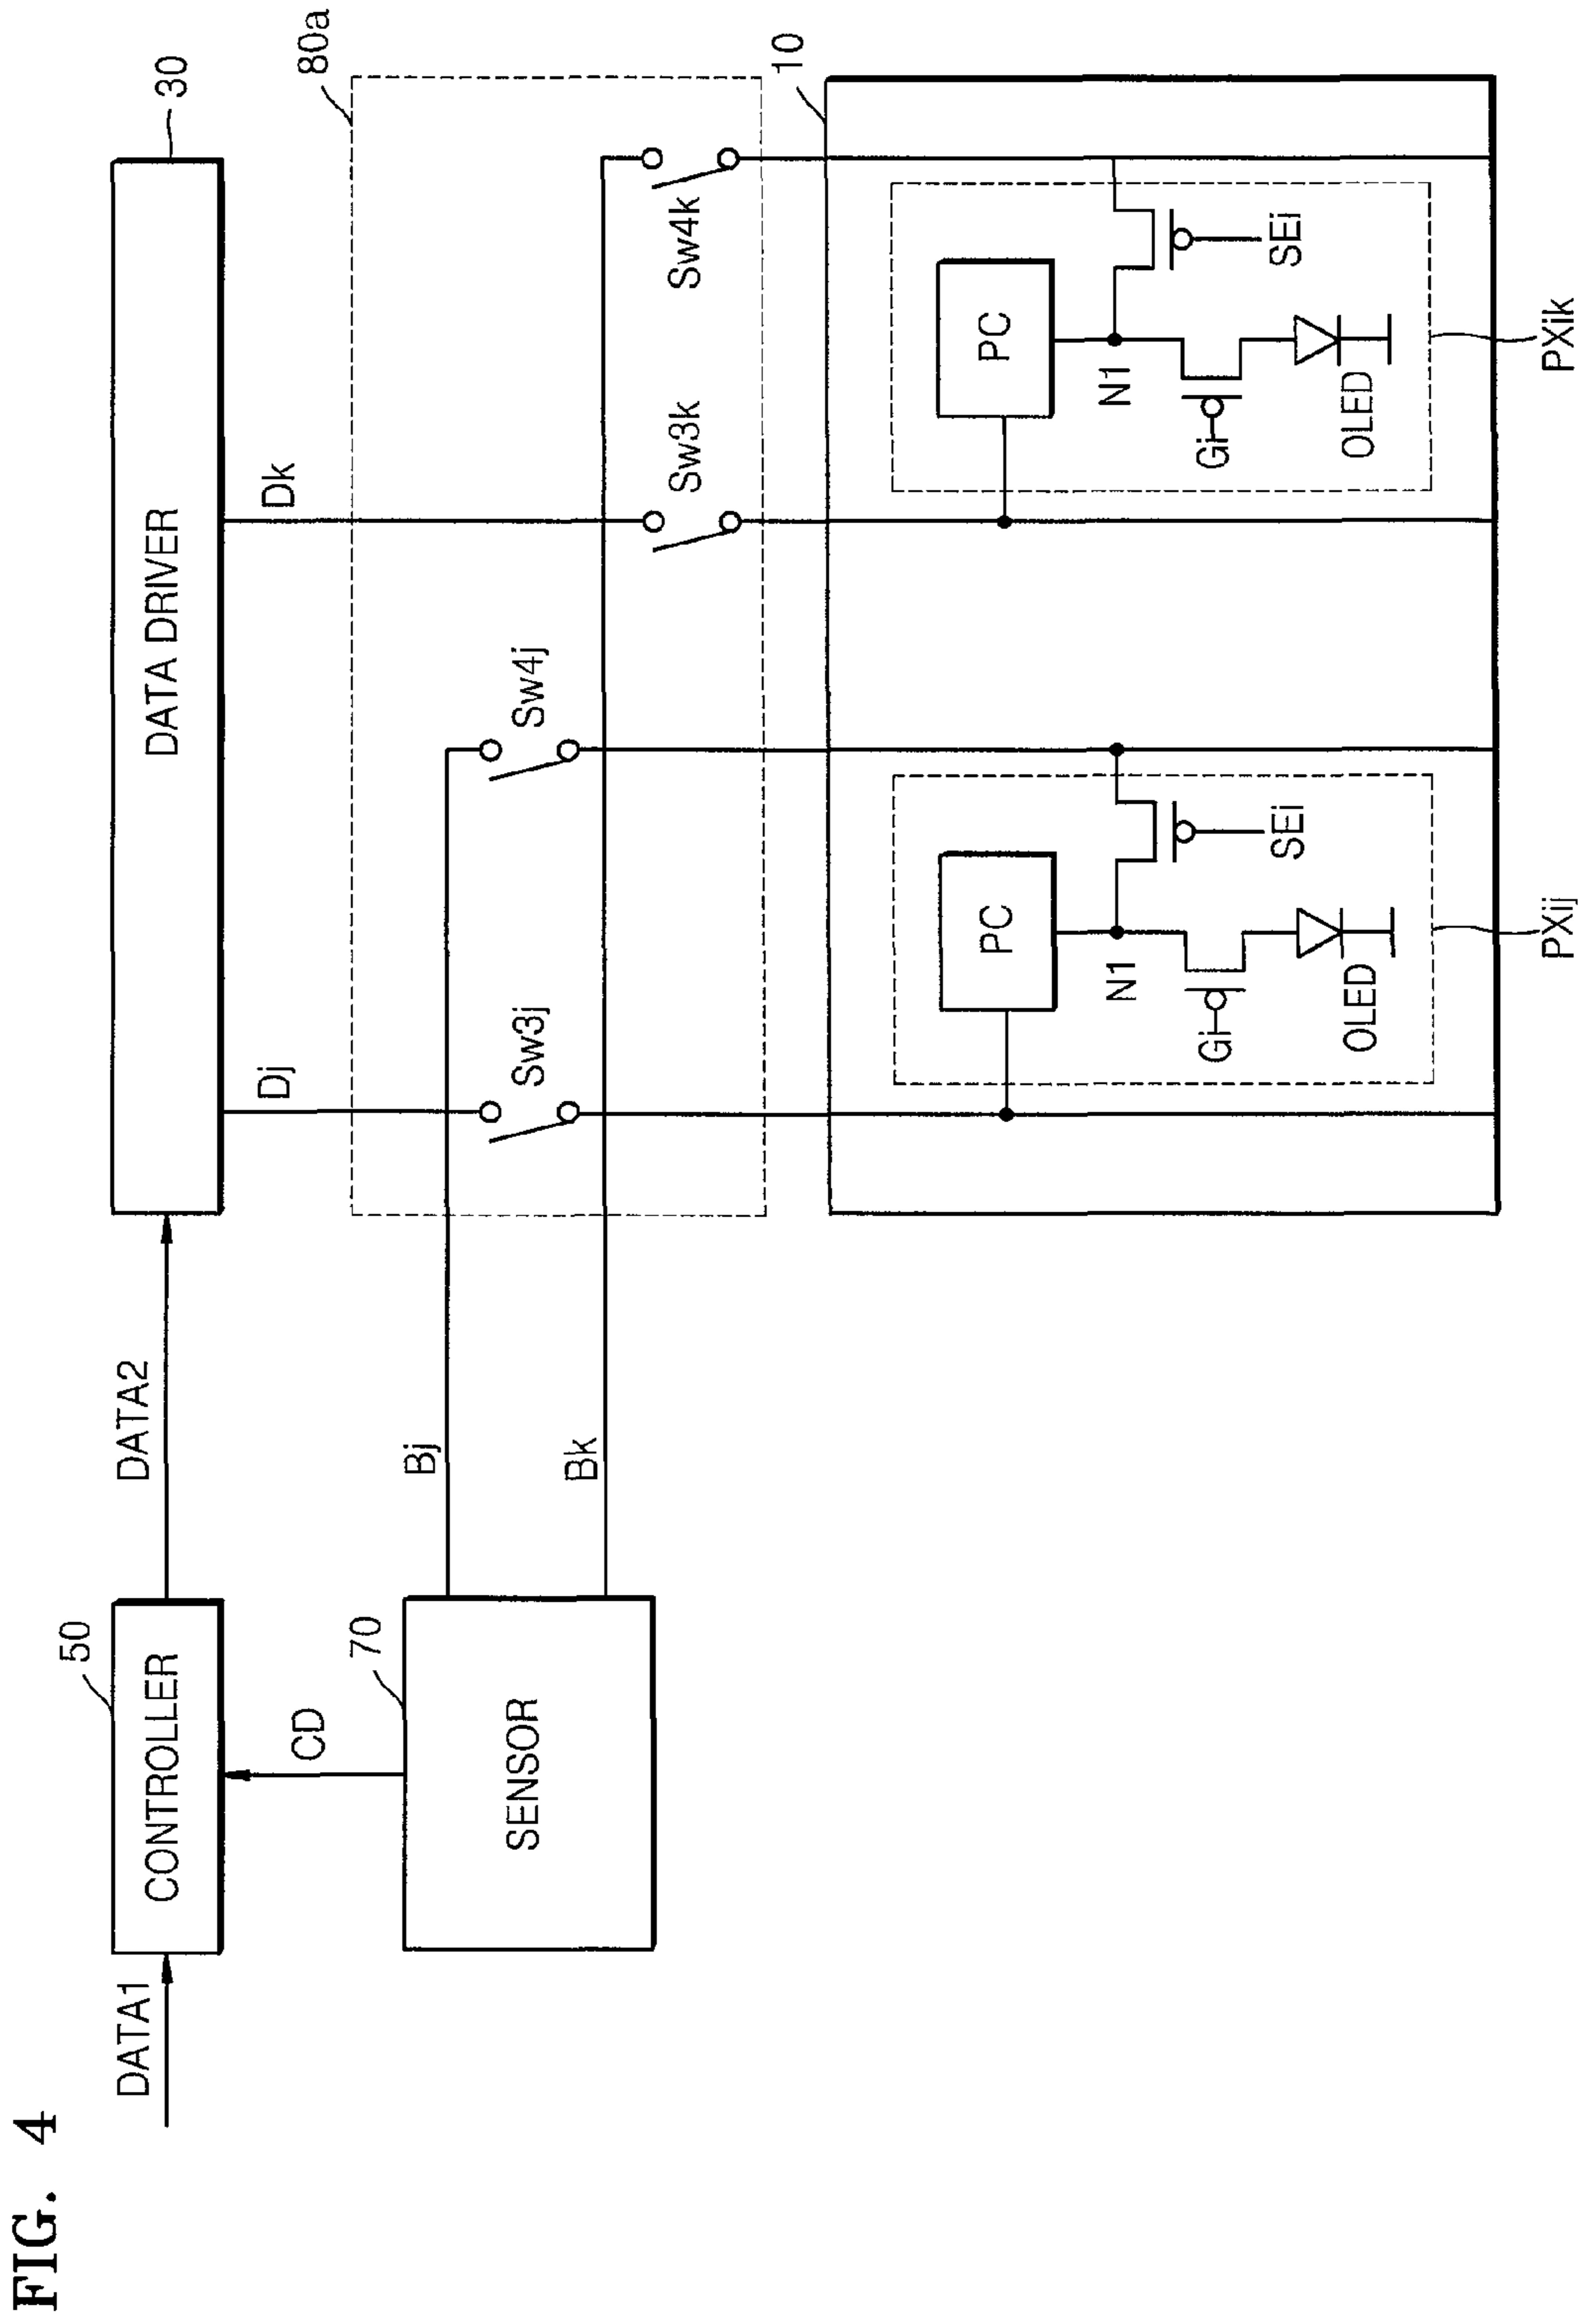 FIG. 4
30
DATA1
50
CONTROLLER
DATA2
DATA DRIVER
CD
Dj
Dk
80a
70
SENSOR
Bj
Sw3j
Sw4j
Bk
Sw3k
Sw4k
10
PC
PC
N1
N1
Gi
SEi
Gi
SEi
OLED
OLED
PXij
PXik